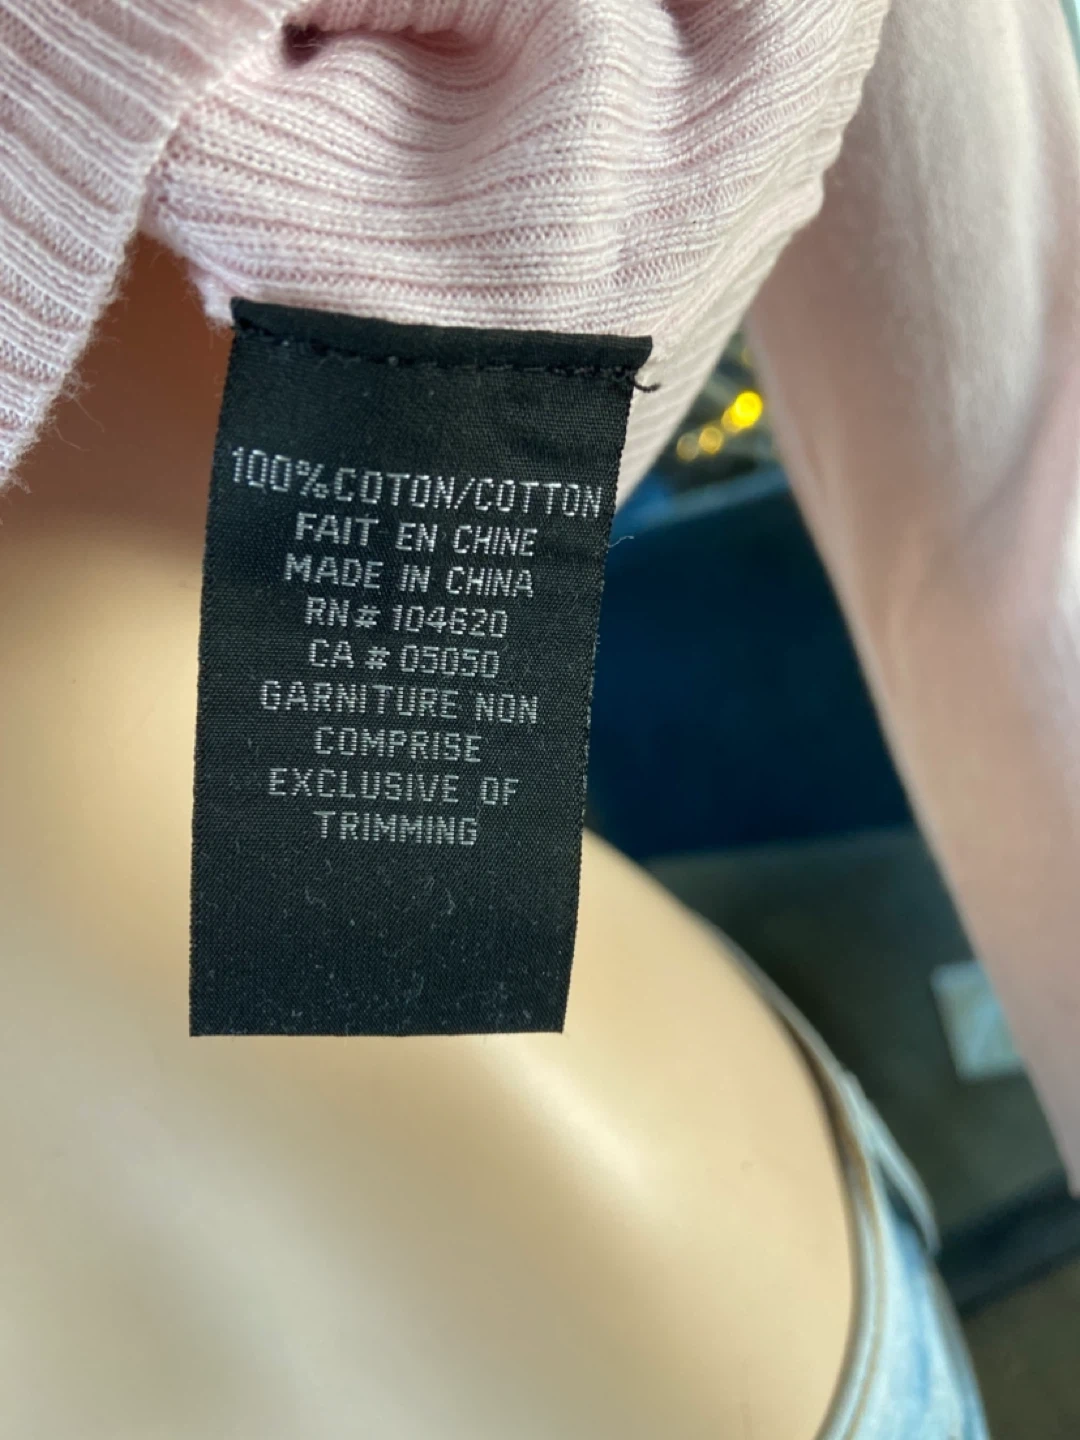 100%COTON/COTTON
FAIT EN CHINE
MADE IN CHINA
RN# 104620
CA # 05050
GARNITURE NON
COMPRISE
EXCLUSIVE OF
TRIMMING